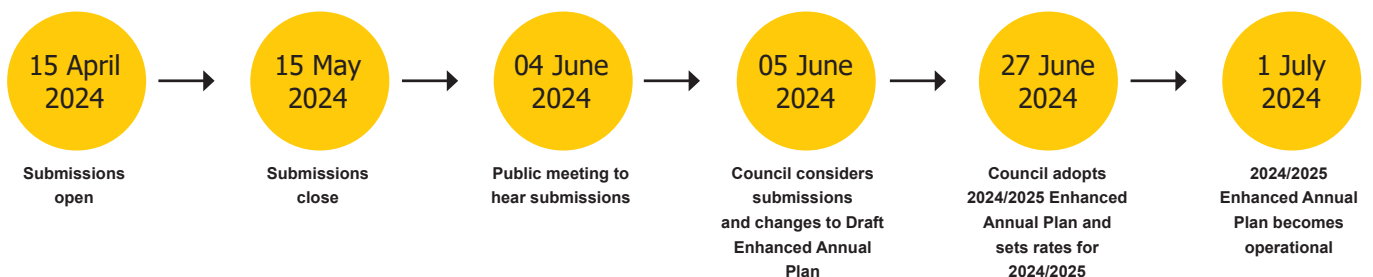 15 April
2024
Submissions
open
15 May
2024
Submissions
close
04 June
2024
Public meeting to
hear submissions
05 June
2024
Council considers
submissions
and changes to Draft
Enhanced Annual
Plan
27 June
2024
Council adopts
2024/2025 Enhanced
Annual Plan and
sets rates for
2024/2025
1 July
2024
2024/2025
Enhanced Annual
Plan becomes
operational